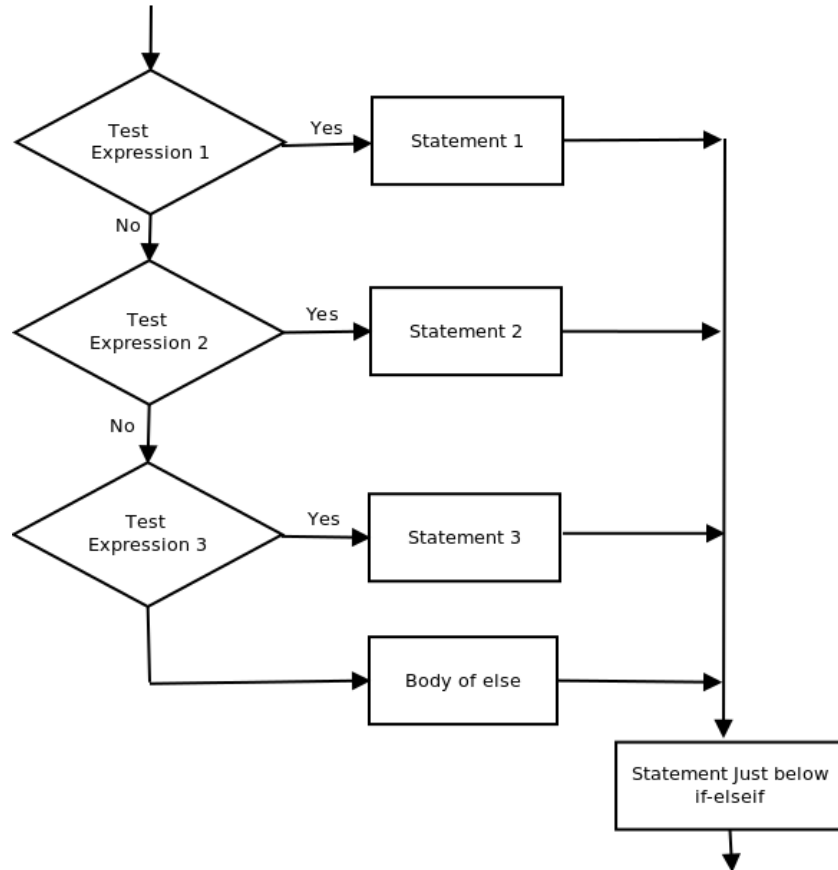 Test
Expression 1
Yes
Statement 1
No
Test
Expression 2
Yes
Statement 2
No
Test
Expression 3
Yes
Statement 3
Body of else
Statement Just below
if-elseif